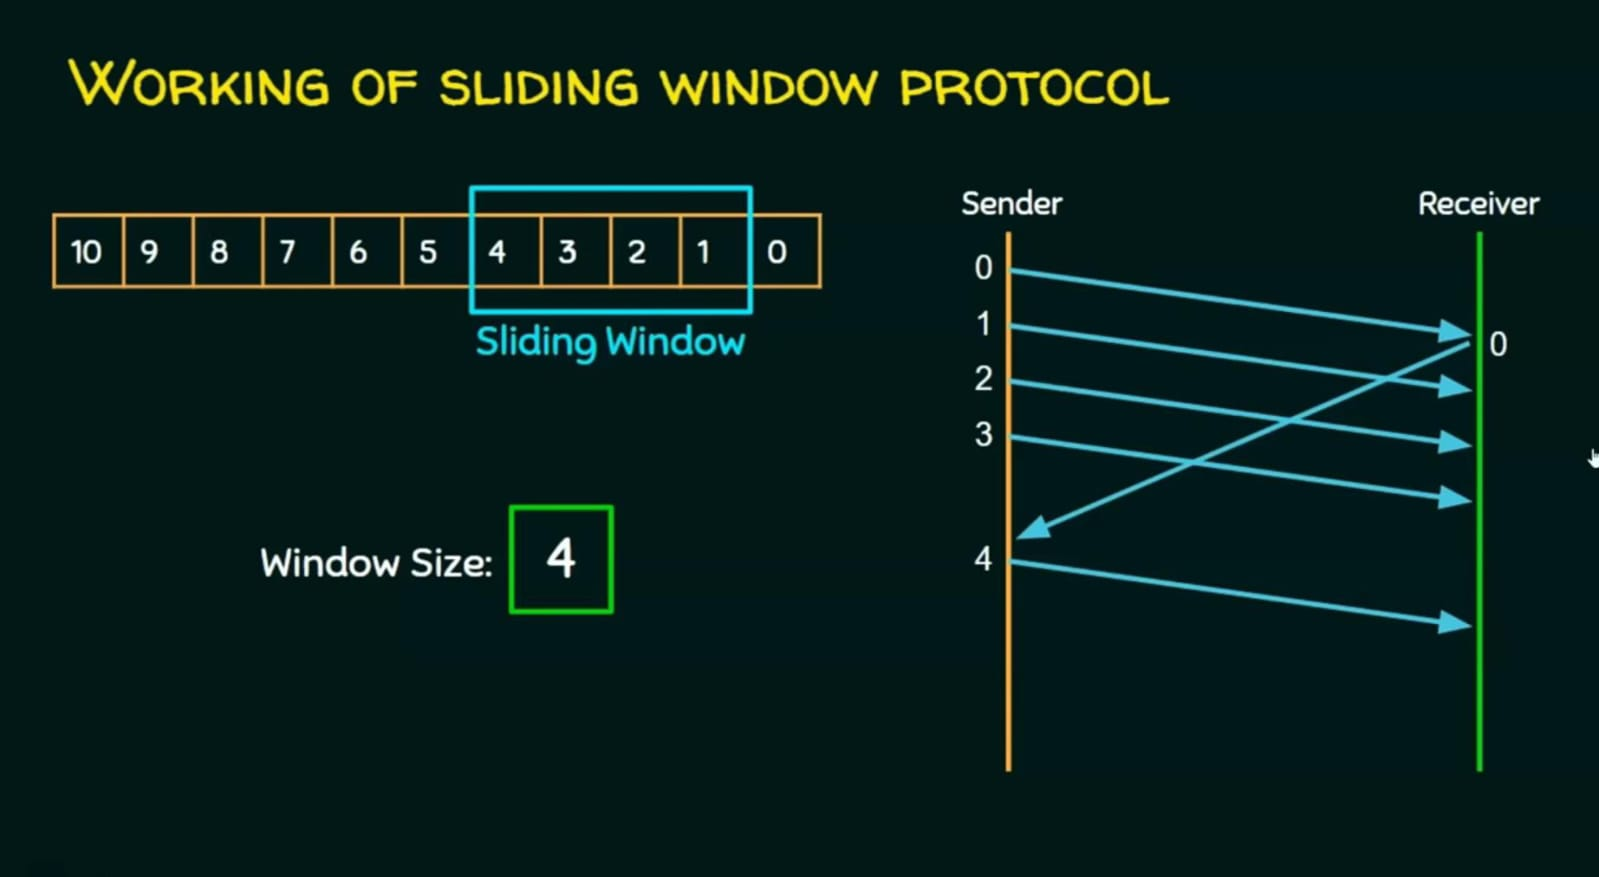 WORKING OF SLIDING WINDOW PROTOCOL
10 9 8 7 6 5 4 3 2 1 0
Sliding Window
Window Size: 4
Sender Receiver
0
1
0
2
3
4